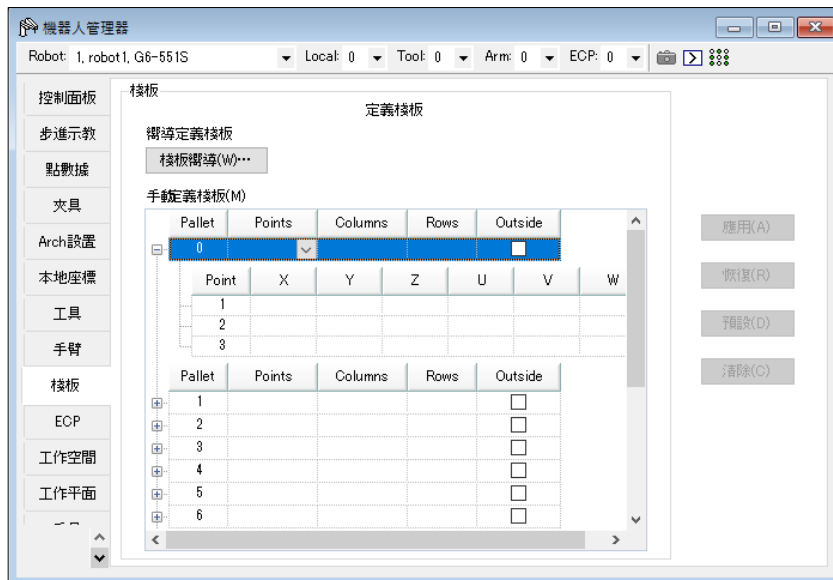 機器人管理器
Robot: 1, robot1, G6-551S Local: 0 Tool: 0 Arm: 0 ECP: 0
控制面板
步進示教
點數據
夾具
Arch設置
本地座標
工具
手臂
棧板
ECP
工作空間
工作平面
棧板
定義棧板
嚮導定義棧板
棧板嚮導(W)…
手動定義棧板(M)
Pallet Points Columns Rows Outside
0
Point X Y Z U V W
1
2
3
Pallet Points Columns Rows Outside
1
2
3
4
5
6
應用(A)
恢復(R)
預設(D)
清除(C)